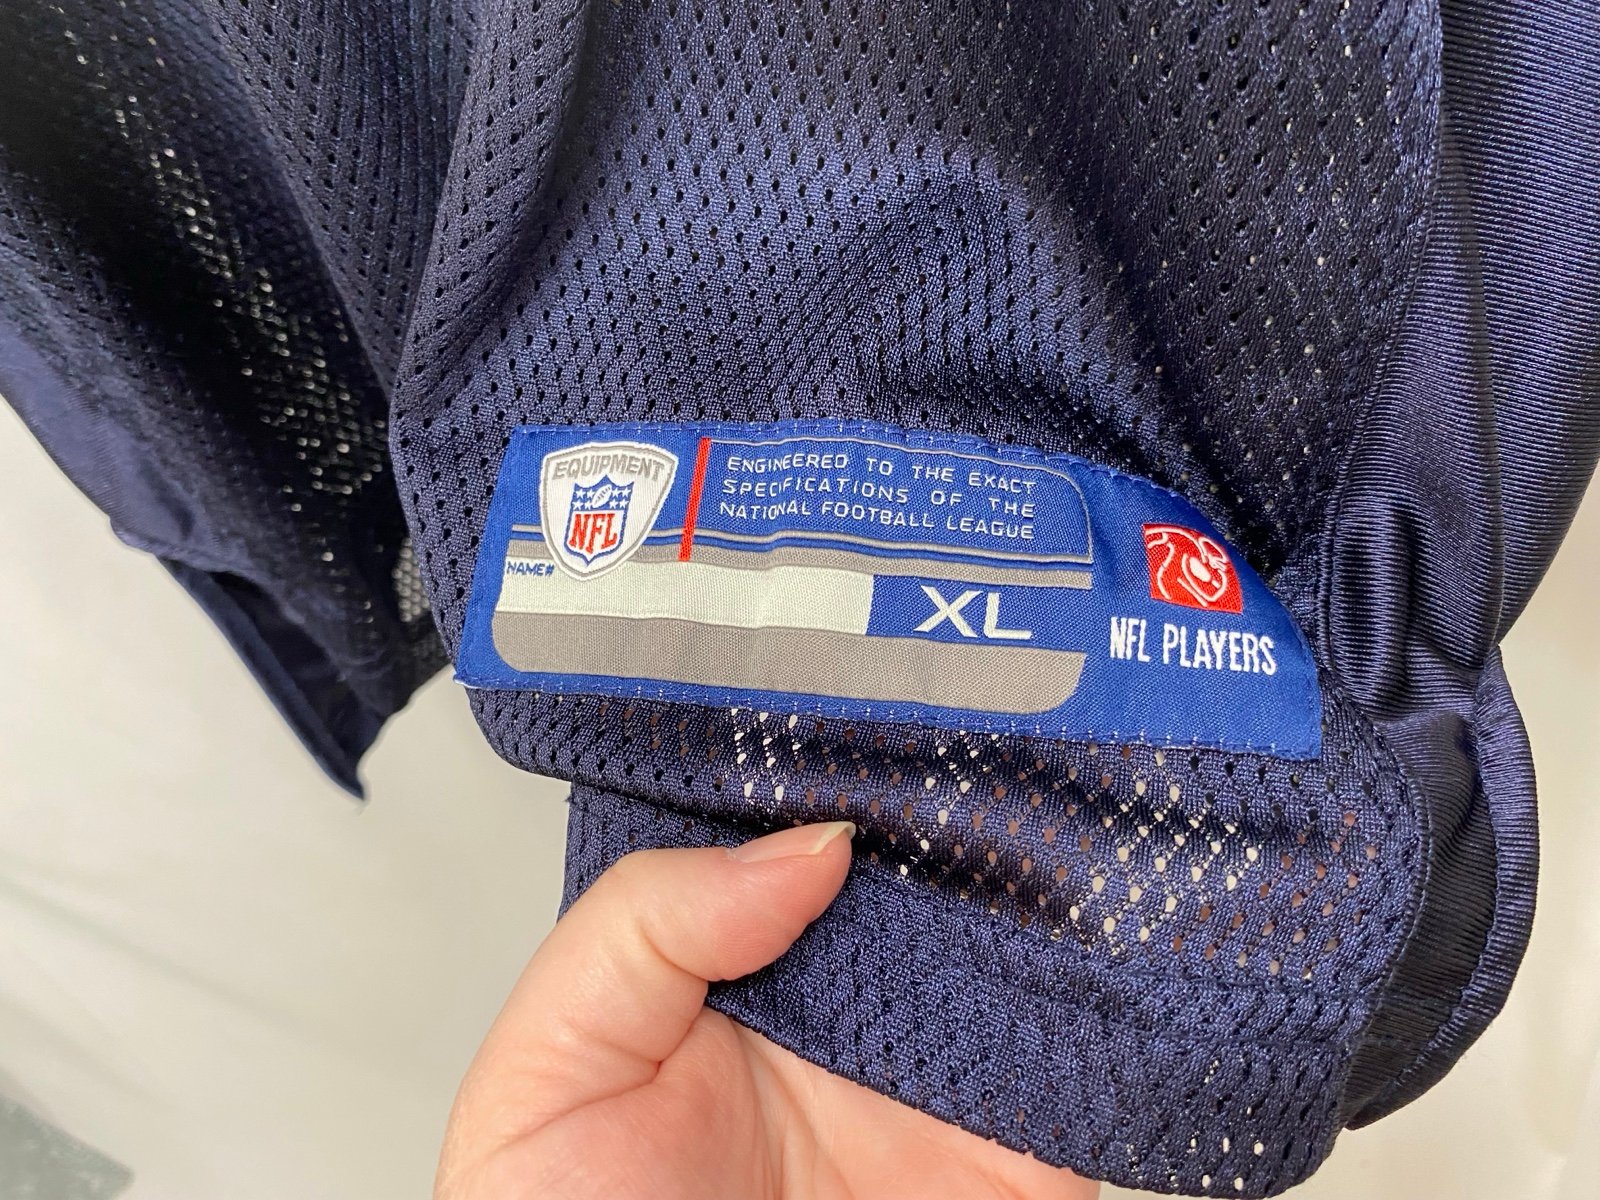 EQUIPMENT
NFL
ENGINEERED TO THE EXACT
SPECIFICATIONS OF THE
NATIONAL FOOTBALL LEAGUE
NAME#
XL
NFL PLAYERS